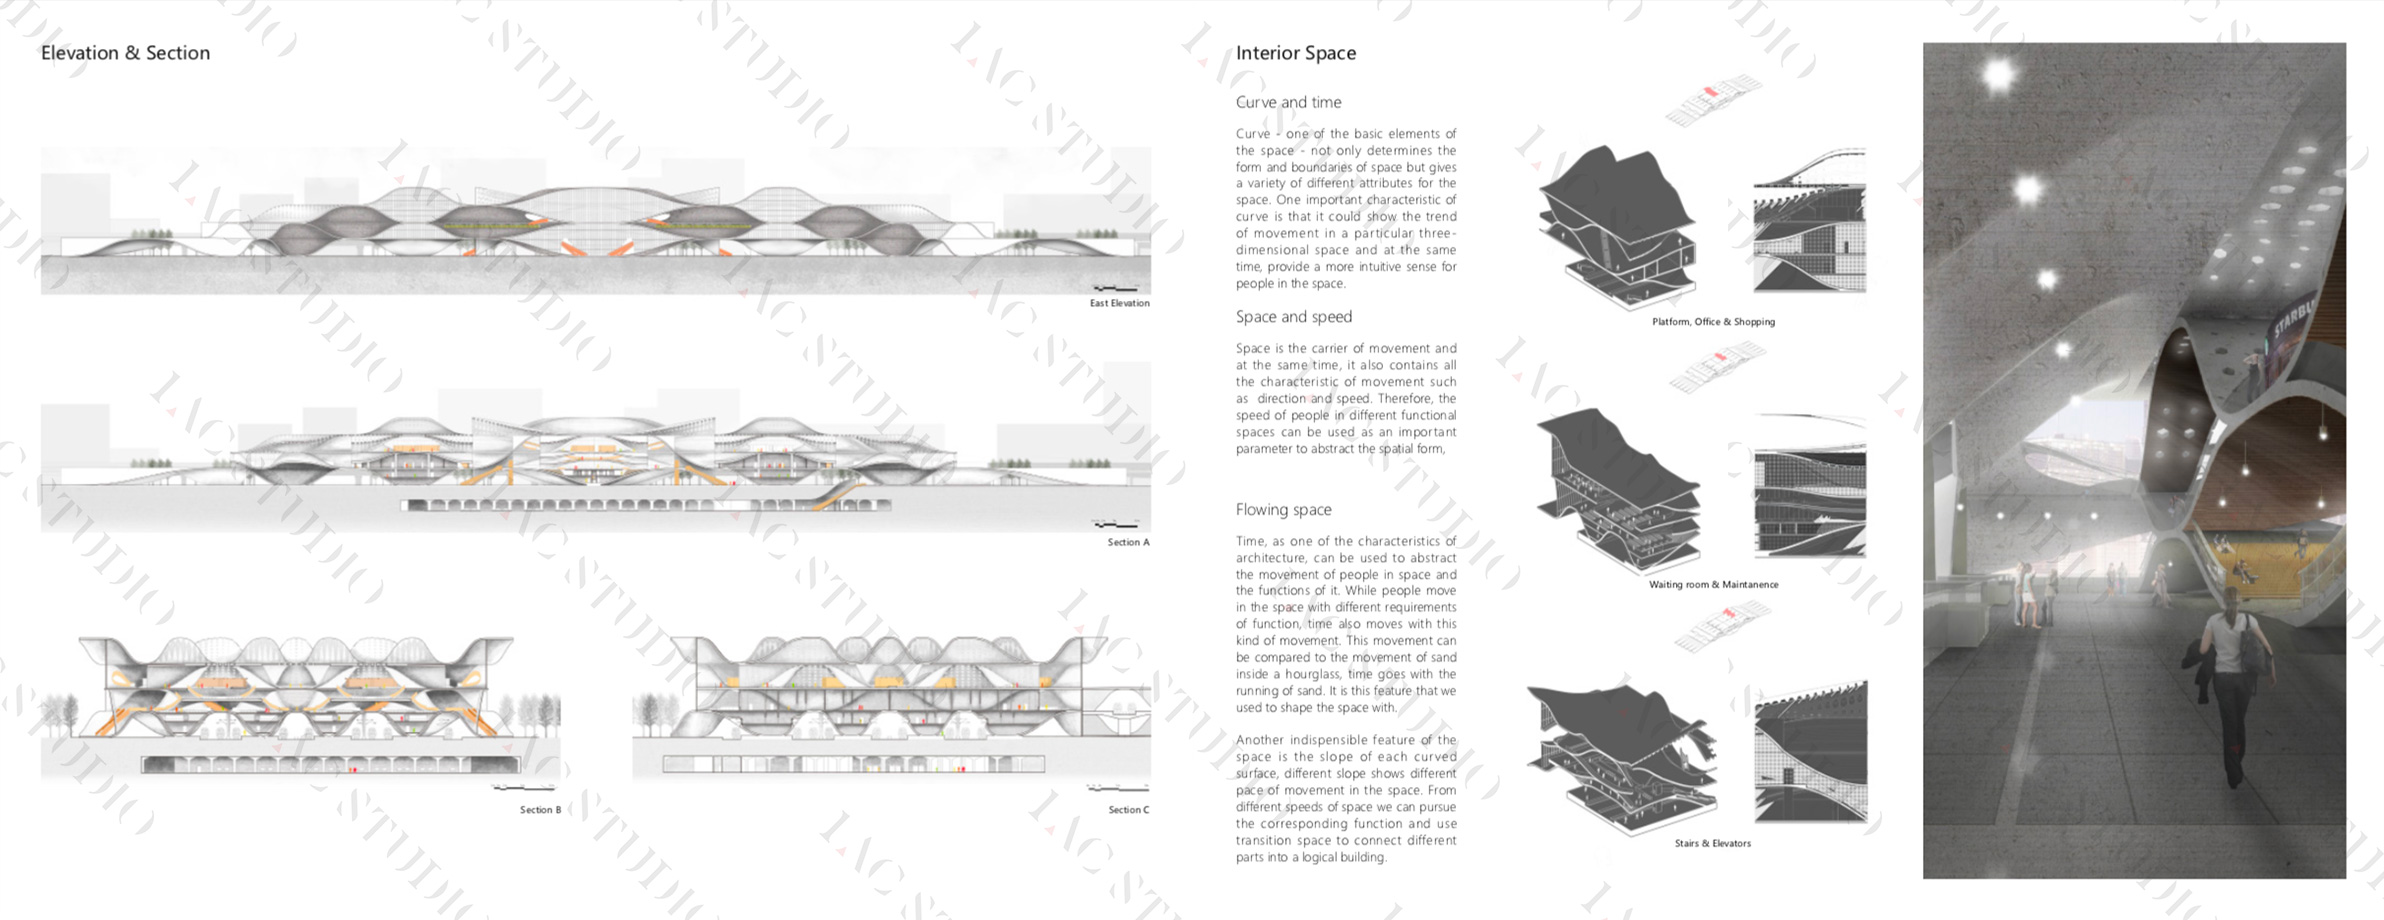 Elevation & Section
East Elevation
Section A
Section B
Section C
Interior Space
Curve and time
Curve - one of the basic elements of
the space - not only determines the
form and boundaries of space but gives
a variety of different attributes for the
space. One important characteristic of
curve is that it could show the trend
of movement in a particular three-
dimensional space and at the same
time, provide a more intuitive sense for
people in the space.
Space and speed
Space is the carrier of movement and
at the same time, it also contains all
the characteristic of movement such
as direction and speed. Therefore, the
speed of people in different functional
spaces can be used as an important
parameter to abstract the spatial form,
Flowing space
Time, as one of the characteristics of
architecture, can be used to abstract
the movement of people in space and
the functions of it. While people move
in the space with different requirements
of function, time also moves with this
kind of movement. This movement can
be compared to the movement of sand
inside a hourglass, time goes with the
running of sand. It is this feature that we
used to shape the space with.
Another indispensible feature of the
space is the slope of each curved
surface, different slope shows different
pace of movement in the space. From
different speeds of space we can pursue
the corresponding function and use
transition space to connect different
parts into a logical building.
Platform, Office & Shopping
Waiting room & Maintanence
Stairs & Elevators
STARBU
1AC STUDIO